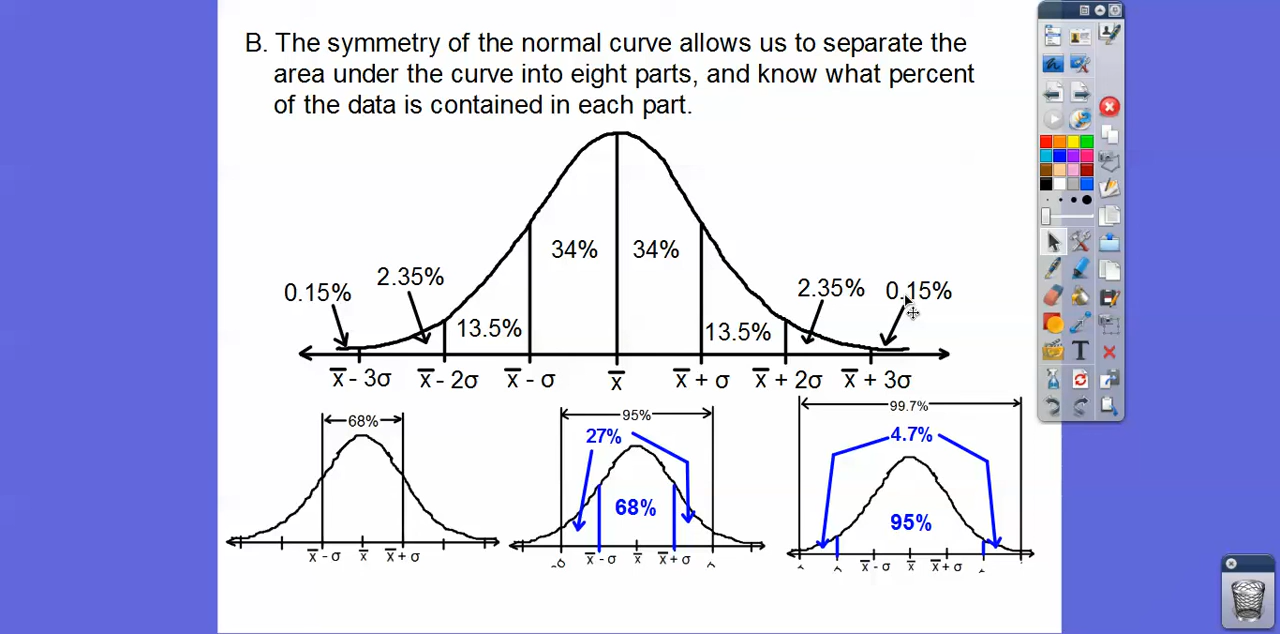 B. The symmetry of the normal curve allows us to separate the
area under the curve into eight parts, and know what percent
of the data is contained in each part.
34% 34%
0.15% 2.35% 2.35% 0.15%
13.5% 13.5%
x̅ - 3σ x̅ - 2σ x̅ - σ x̅ x̅ + σ x̅ + 2σ x̅ + 3σ
68%
95%
99.7%
27%
4.7%
68%
95%
x̅ - σ x̅ x̅ + σ
x̅ - σ x̅ x̅ + σ
x̅ - σ x̅ x̅ + σ
T